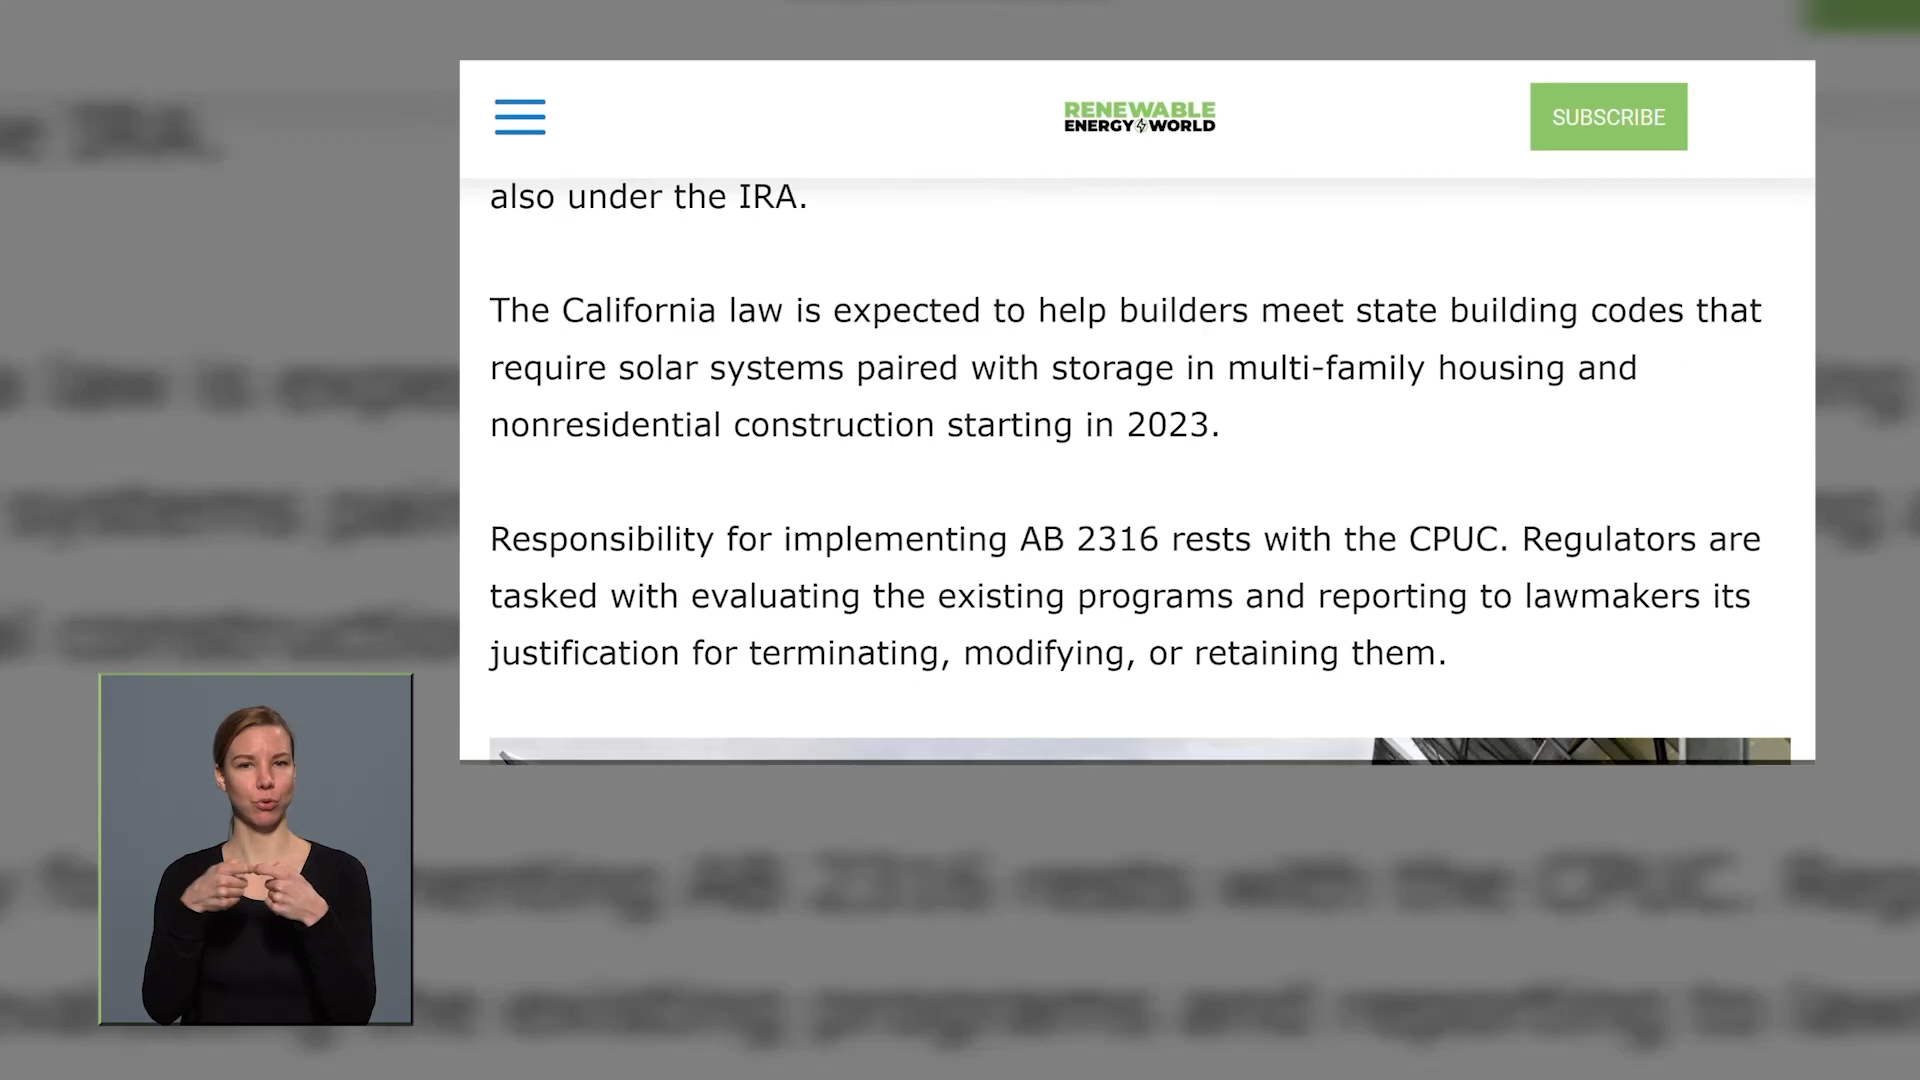 RENEWABLE
ENERGY WORLD
SUBSCRIBE
also under the IRA.
The California law is expected to help builders meet state building codes that
require solar systems paired with storage in multi-family housing and
nonresidential construction starting in 2023.
Responsibility for implementing AB 2316 rests with the CPUC. Regulators are
tasked with evaluating the existing programs and reporting to lawmakers its
justification for terminating, modifying, or retaining them.